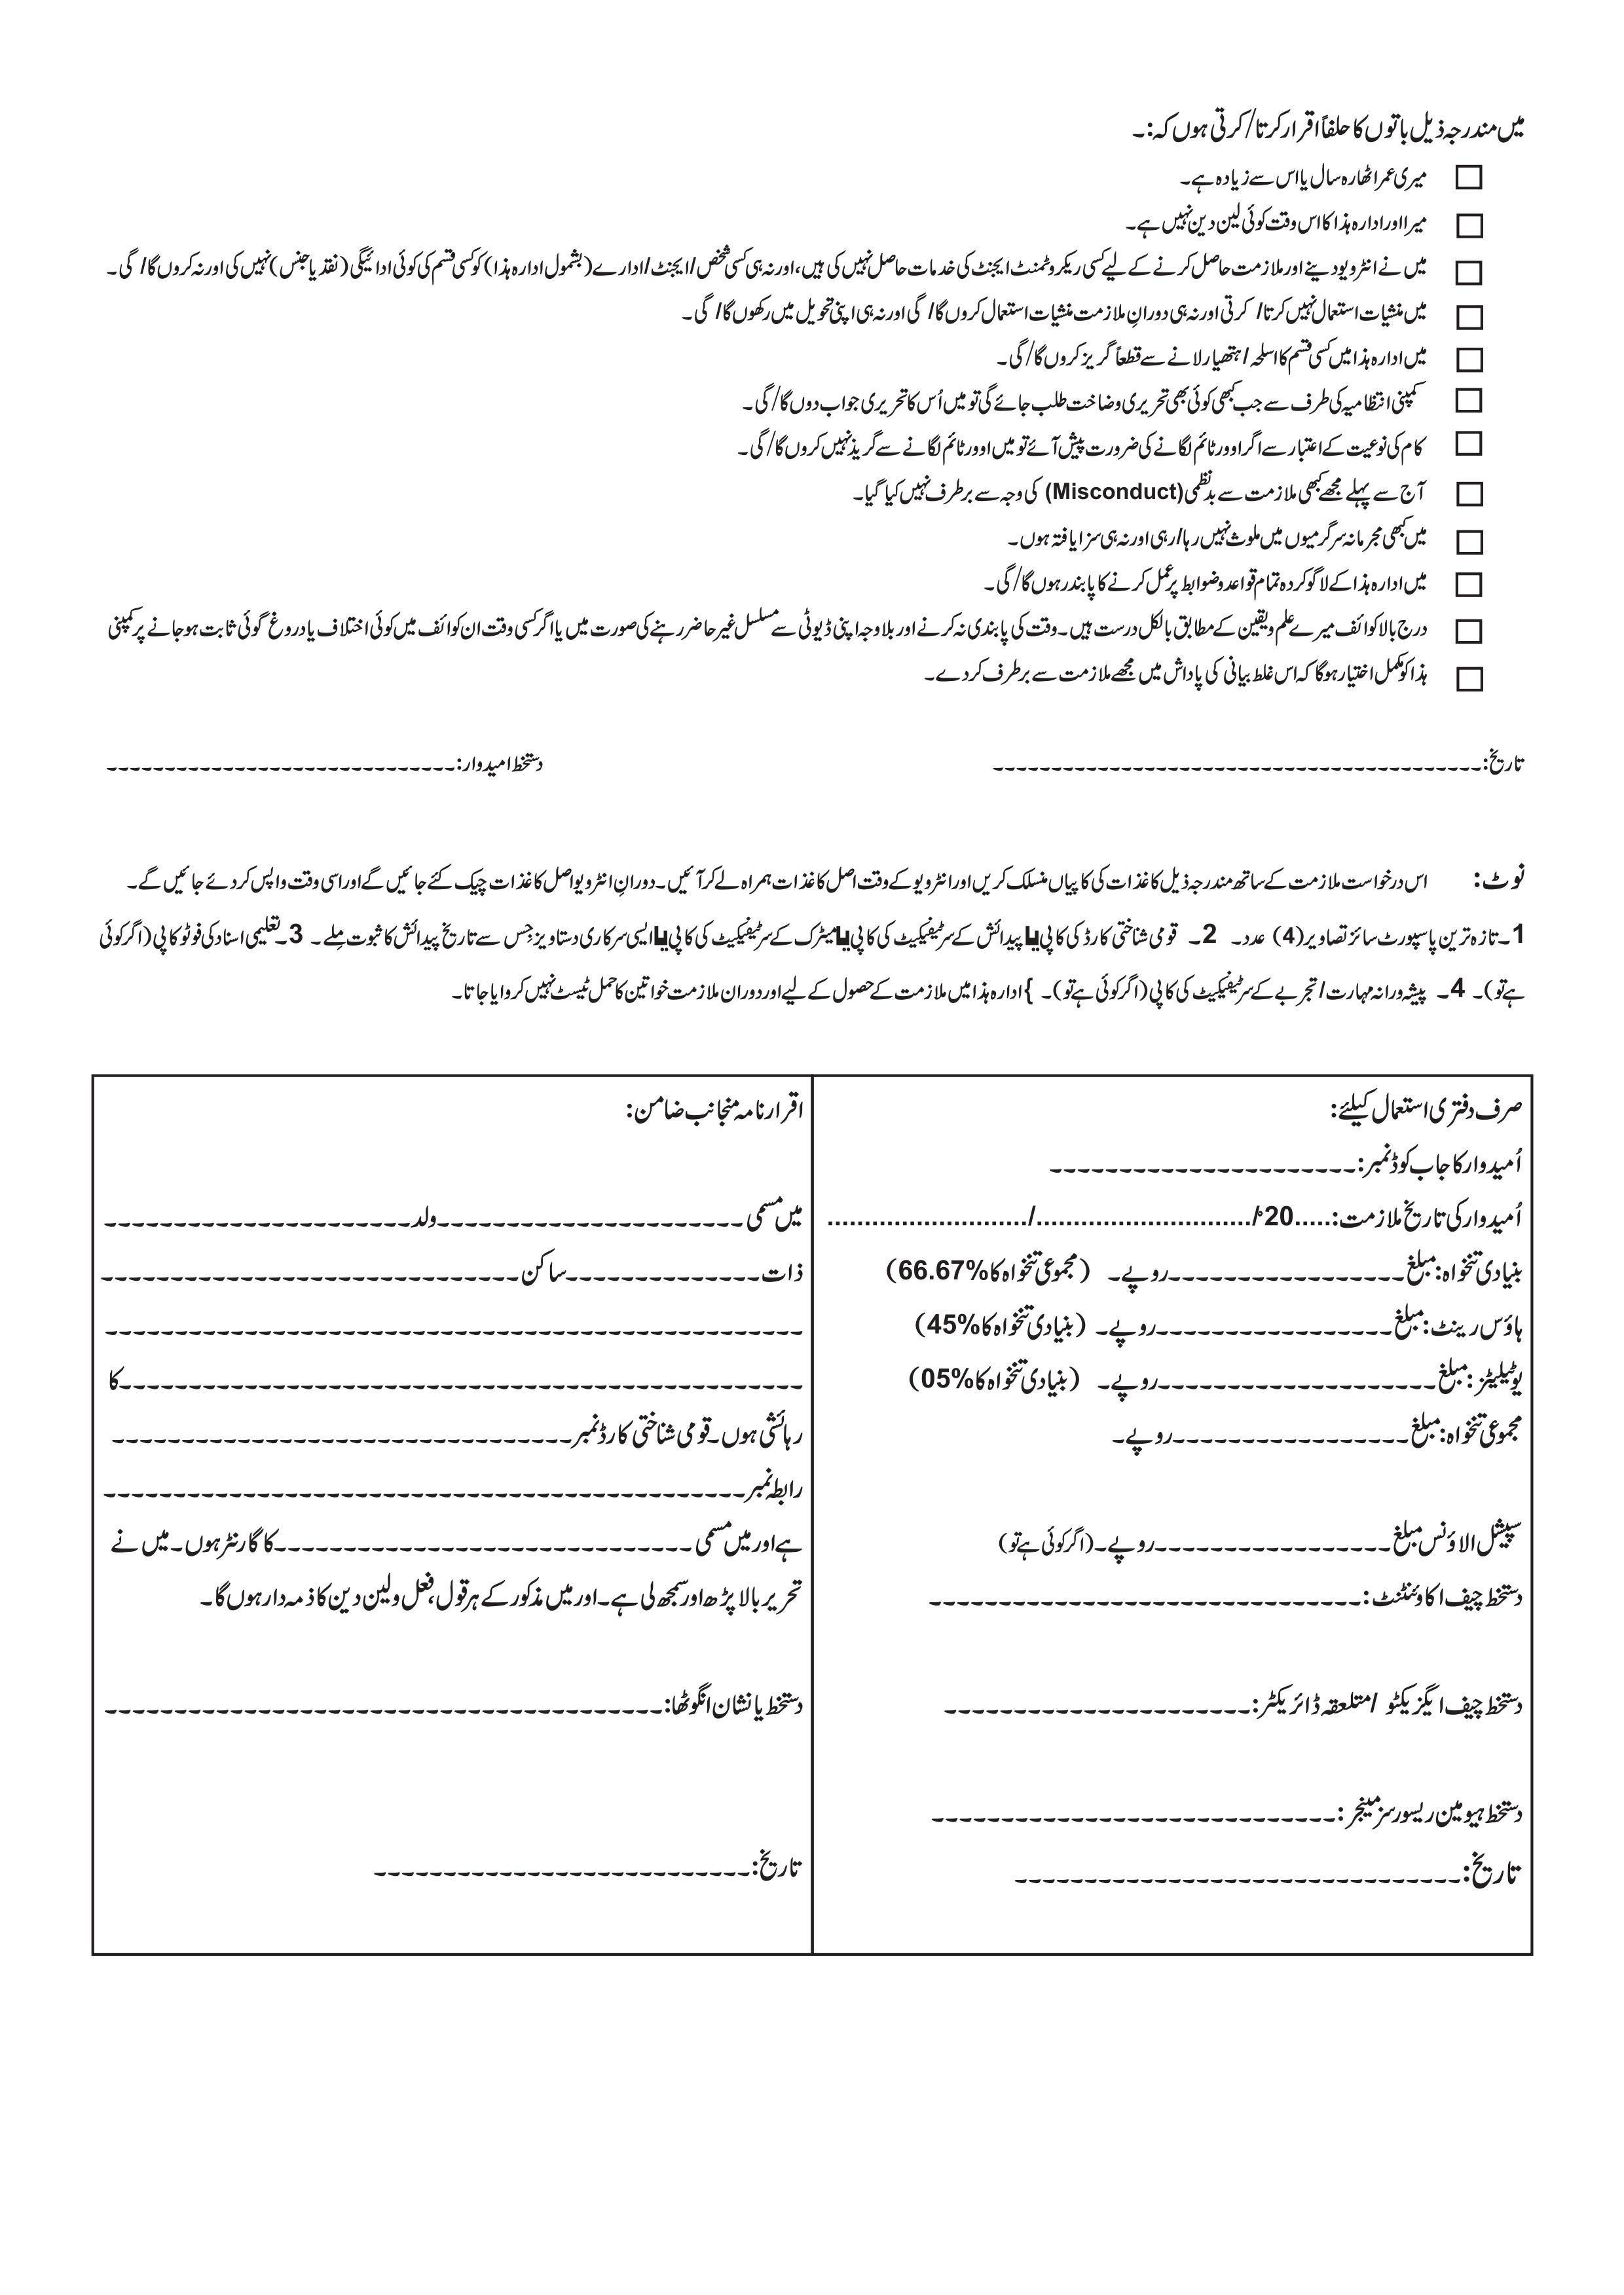 میں مندرجہ ذیل باتوں کا حلفاً اقرار کرتا/کرتی ہوں کہ:۔
میری عمر اٹھارہ سال یا اس سے زیادہ ہے۔
میرا اور ادارہ ہذا کا اس وقت کوئی لین دین نہیں ہے۔
میں نے انٹرویو دینے اور ملازمت حاصل کرنے کے لیے کسی ریکروٹمنٹ ایجنٹ کی خدمات حاصل نہیں کی ہیں، اور نہ ہی کسی شخص/ایجنٹ/ادارے (بشمول ادارہ ہذا) کو کسی قسم کی کوئی ادائیگی (نقد یا جنس) نہیں کی اور نہ کروں گا/گی۔
میں منشیات استعمال نہیں کرتا/کرتی اور نہ ہی دورانِ ملازمت منشیات استعمال کروں گا/گی اور نہ ہی اپنی تحویل میں رکھوں گا/گی۔
میں ادارہ ہذا میں کسی قسم کا اسلحہ/ہتھیار لانے سے قطعاً گریز کروں گا/گی۔
کمپنی انتظامیہ کی طرف سے جب کبھی کوئی بھی تحریری وضاحت طلب جائے گی تو میں اُس کا تحریری جواب دوں گا/گی۔
کام کی نوعیت کے اعتبار سے اگر اوور ٹائم لگانے کی ضرورت پیش آئے تو میں اوور ٹائم لگانے سے گریذ نہیں کروں گا/گی۔
آج سے پہلے مجھے کبھی ملازمت سے بدنظمی (Misconduct) کی وجہ سے برطرف نہیں کیا گیا۔
میں کبھی مجرمانہ سرگرمیوں میں ملوث نہیں رہا/رہی اور نہ ہی سزا یافتہ ہوں۔
میں ادارہ ہذا کے لاگو کردہ تمام قواعد و ضوابط پر عمل کرنے کا پابند رہوں گا/گی۔
درج بالا کوائف میرے علم و یقین کے مطابق بالکل درست ہیں۔ وقت کی پابندی نہ کرنے اور بلاوجہ اپنی ڈیوٹی سے مسلسل غیر حاضر رہنے کی صورت میں یا اگر کسی وقت ان کوائف میں کوئی اختلاف یا دروغ گوئی ثابت ہو جانے پر کمپنی
ہذا کو مکمل اختیار ہوگا کہ اس غلط بیانی کی پاداش میں مجھے ملازمت سے برطرف کر دے۔
تاریخ:------------------------------------------ دستخط امیدوار:------------------------------
نوٹ: اس درخواست ملازمت کے ساتھ مندرجہ ذیل کاغذات کی کاپیاں منسلک کریں اور انٹرویو کے وقت اصل کاغذات ہمراہ لے کر آئیں۔ دورانِ انٹرویو اصل کاغذات چیک کئے جائیں گے اور اسی وقت واپس کر دئے جائیں گے۔
1۔ تازہ ترین پاسپورٹ سائز تصاویر (4) عدد۔ 2۔ قومی شناختی کارڈ کی کاپی یا پیدائش کے سرٹیفیکیٹ کی کاپی یا میٹرک کے سرٹیفیکیٹ کی کاپی یا ایسی سرکاری دستاویز جِس سے تاریخِ پیدائش کا ثبوت مِلے۔ 3۔ تعلیمی اسناد کی فوٹو کاپی (اگر کوئی
ہے تو)۔ 4۔ پیشہ ورانہ مہارت/تجربے کے سرٹیفیکیٹ کی کاپی (اگر کوئی ہے تو)۔ } ادارہ ہذا میں ملازمت کے حصول کے لیے اور دوران ملازمت خواتین کا حمل ٹیسٹ نہیں کروایا جاتا۔
صرف دفتری استعمال کیلئے:
اُمیدوار کا جاب کوڈ نمبر:----------------------
اُمیدوار کی تاریخ ملازمت:.....20ء/............................/............................
بنیادی تنخواہ: مبلغ-----------------روپے۔ (مجموعی تنخواہ کا %66.67)
ہاؤس رینٹ: مبلغ-----------------روپے۔ (بنیادی تنخواہ کا %45)
یوٹیلیٹز: مبلغ--------------------روپے۔ (بنیادی تنخواہ کا %05)
مجموعی تنخواہ: مبلغ-----------------روپے۔
سپیشل الاؤنس مبلغ-----------------روپے۔ (اگر کوئی ہے تو)
دستخط چیف اکاوئنٹنٹ:--------------------------------
دستخط چیف ایگزیکٹو / متلعقہ ڈائریکٹر:----------------------
دستخط ہیومین ریسورسز مینیجر:------------------------------
تاریخ:--------------------------------
اقرار نامہ منجانب ضامن:
میں مسمی----------------------ولد----------------------
ذات--------------ساکن------------------------------
--------------------------------------------------
-------------------------------------------------کا
رہائشی ہوں۔ قومی شناختی کارڈ نمبر---------------------------------
رابطہ نمبر----------------------------------------------
ہے اور میں مسمی------------------------------کا گارنٹر ہوں۔ میں نے
تحریر بالا پڑھ اور سمجھ لی ہے۔ اور میں مذکور کے ہر قول، فعل و لین دین کا ذمہ دار ہوں گا۔
دستخط یا نشان انگوٹھا:----------------------------------------
تاریخ:---------------------------